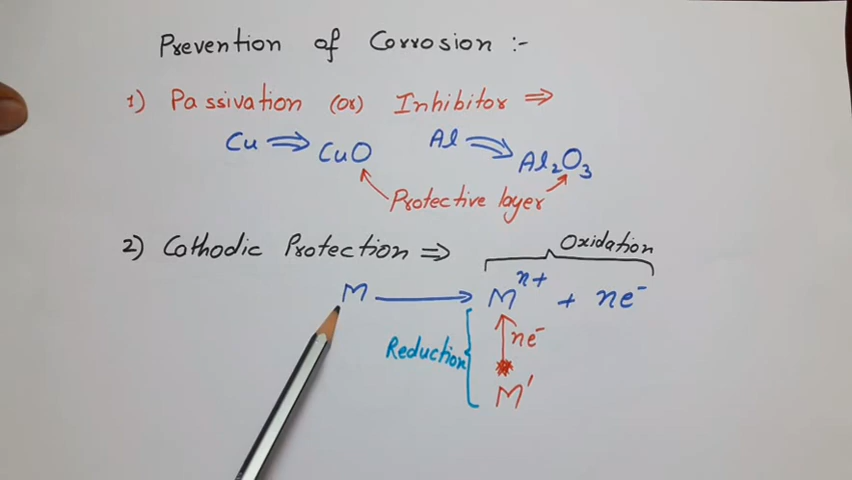 Prevention of Corrosion :-
1) Passivation (or) Inhibitor ⇒
Cu ⇒ CuO Al ⇒ Al₂O₃
Protective layer
2) Cathodic Protection ⇒ Oxidation
M → Mⁿ⁺ + ne⁻
Reduction ne⁻
M'